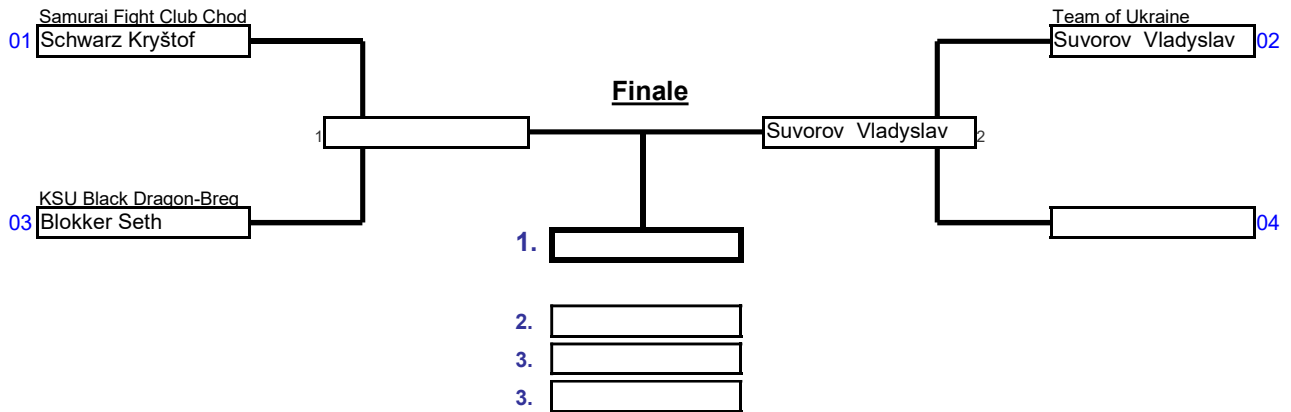 Samurai Fight Club Chod
01 Schwarz Kryštof
Team of Ukraine
Suvorov Vladyslav 02
Finale
1
Suvorov Vladyslav 2
KSU Black Dragon-Breg
03 Blokker Seth
04
1.
2.
3.
3.